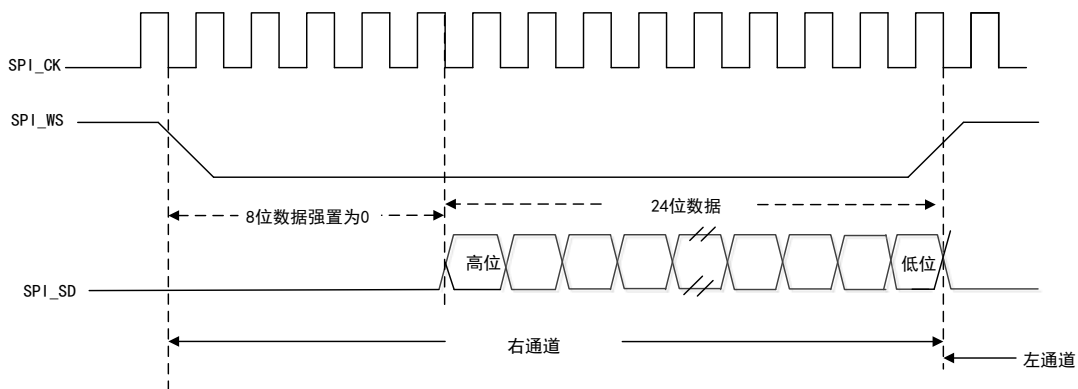 SPI_CK
SPI_WS
8位数据强置为0
24位数据
高位
低位
SPI_SD
右通道
左通道